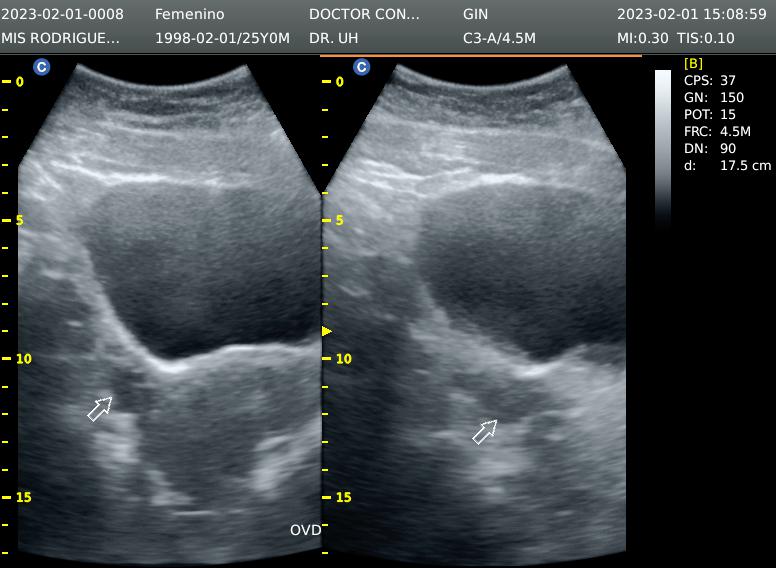 2023-02-01-0008 Femenino DOCTOR CON... GIN 2023-02-01 15:08:59
MIS RODRIGUE... 1998-02-01/25Y0M DR. UH C3-A/4.5M MI:0.30 TIS:0.10
C C
[B]
CPS: 37
GN: 150
POT: 15
FRC: 4.5M
DN: 90
d: 17.5 cm
0 0
5 5
10 10
15 15
OVD